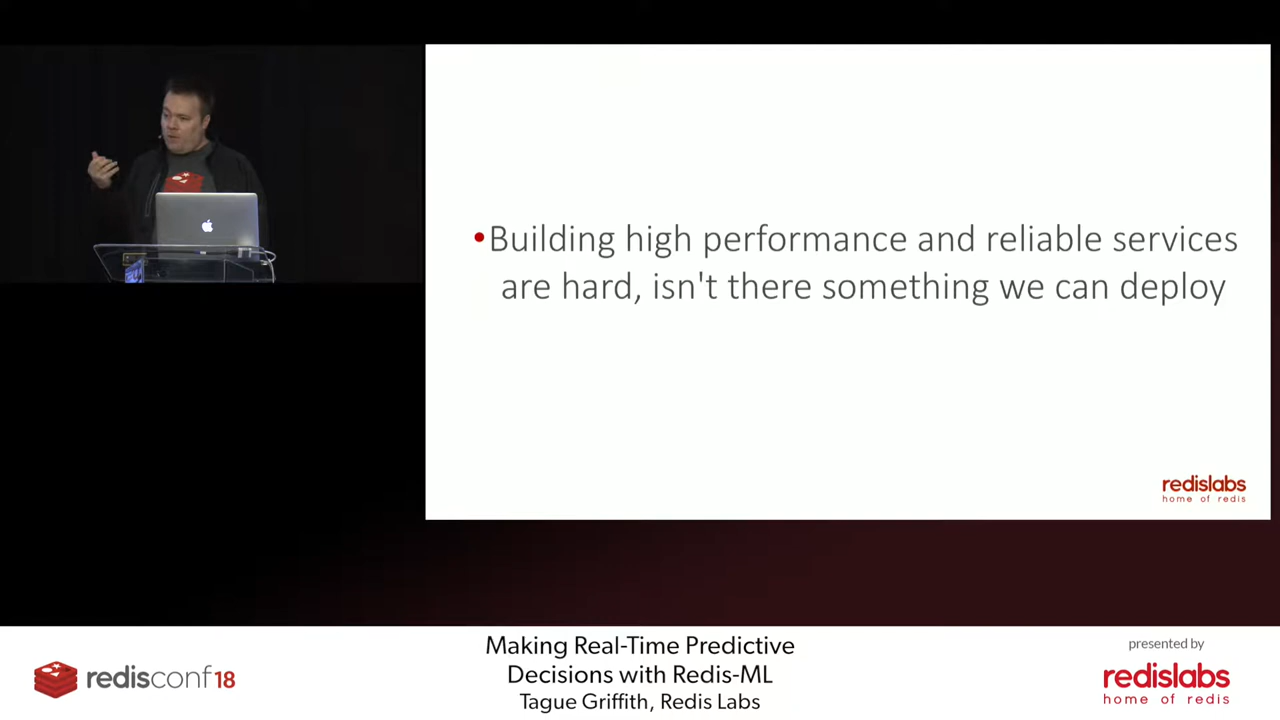 •Building high performance and reliable services
are hard, isn't there something we can deploy
redislabs
home of redis
redisconf18
Making Real-Time Predictive
Decisions with Redis-ML
Tague Griffith, Redis Labs
presented by
redislabs
home of redis